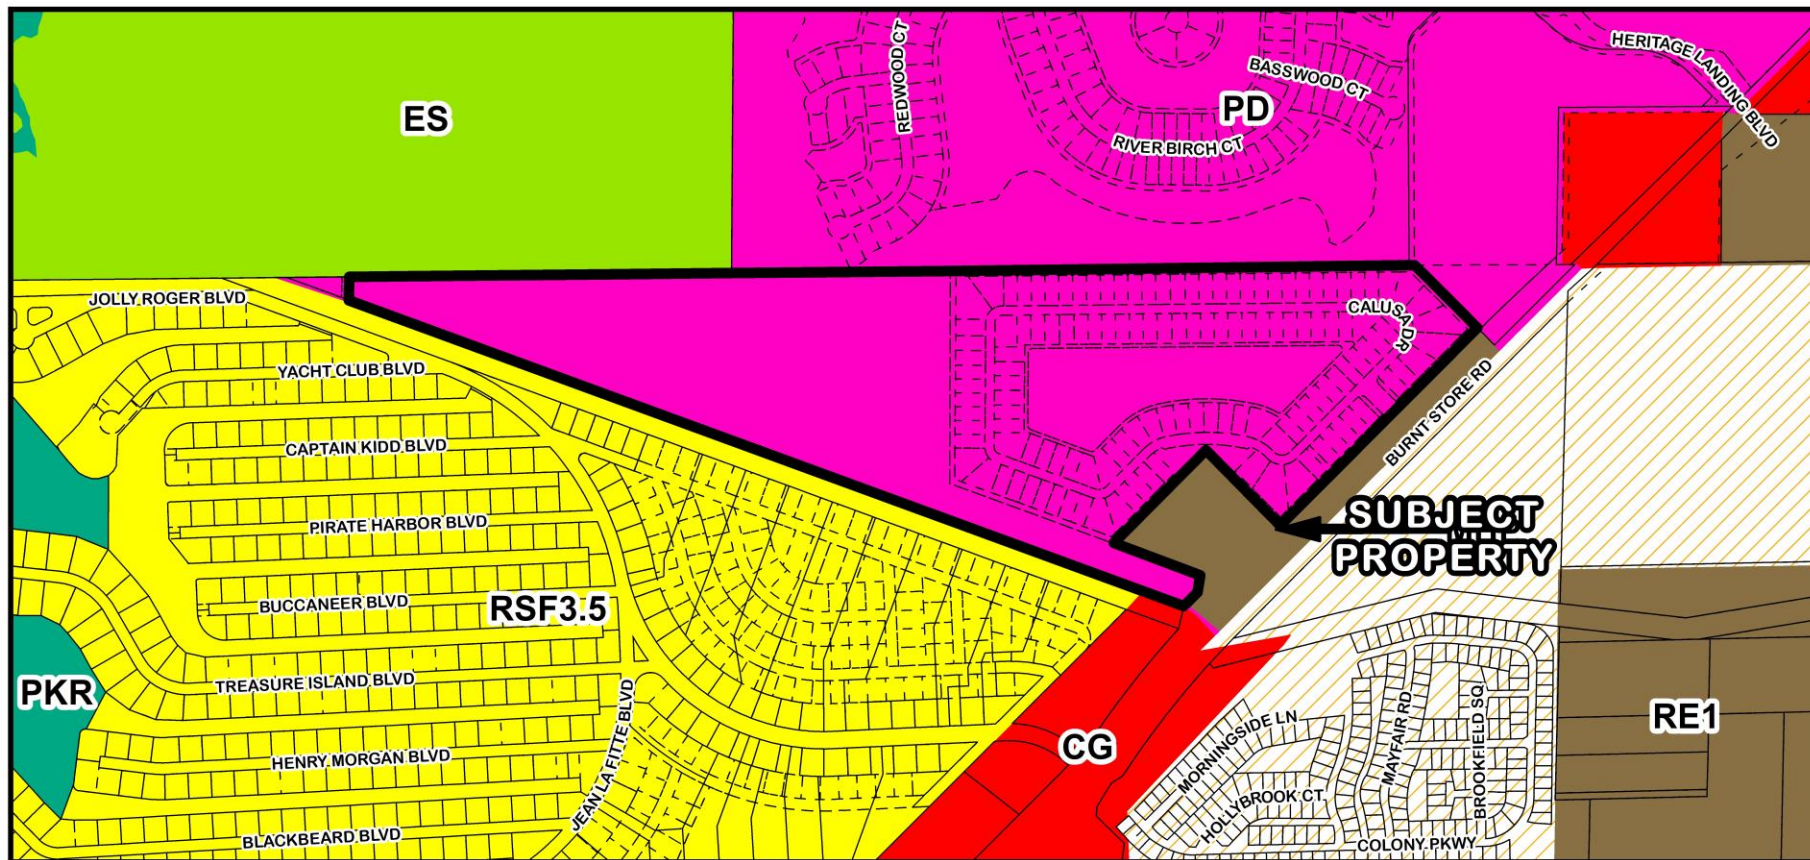 HERITAGE LANDING BLVD
REDWOOD CT
BASSWOOD CT
ES
PD
RIVER BIRCH CT
JOLLY ROGER BLVD
CALUSA DR
YACHT CLUB BLVD
BURNT STORE RD
CAPTAIN KIDD BLVD
PIRATE HARBOR BLVD
SUBJECT
PROPERTY
BUCCANEER BLVD
RSF3.5
TREASURE ISLAND BLVD
PKR
JEAN LA FITTE BLVD
MORNINGSIDE LN
MAYFAIR RD
BROOKFIELD SQ
RE1
CG
HENRY MORGAN BLVD
HOLLYBROOK CT
BLACKBEARD BLVD
COLONY PKWY